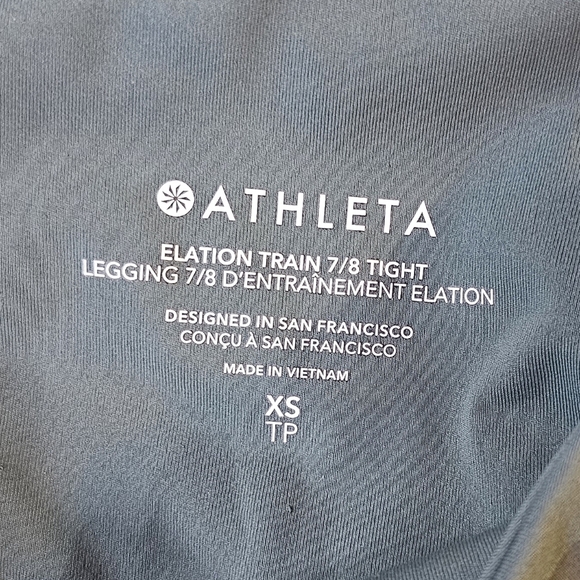 ATHLETA
ELATION TRAIN 7/8 TIGHT
LEGGING 7/8 D'ENTRAÎNEMENT ELATION
DESIGNED IN SAN FRANCISCO
CONÇU À SAN FRANCISCO
MADE IN VIETNAM
XS
TP